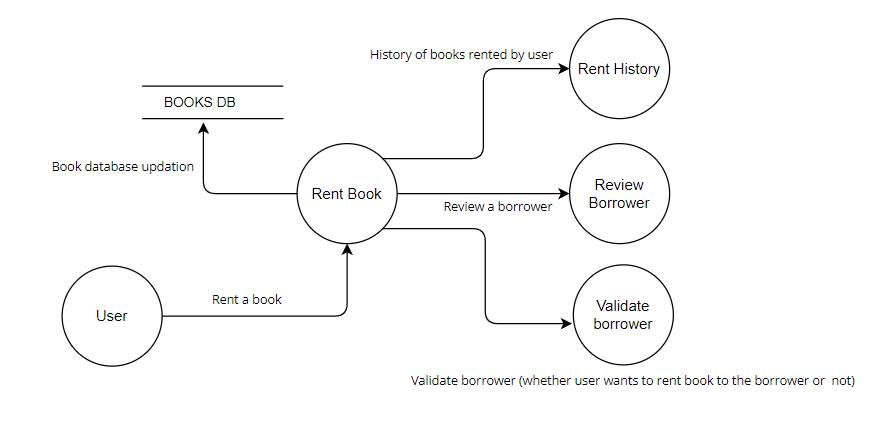 History of books rented by user
Rent History
BOOKS DB
Book database updation
Rent Book
Review
Borrower
Review a borrower
Rent a book
User
Validate
borrower
Validate borrower (whether user wants to rent book to the borrower or  not)